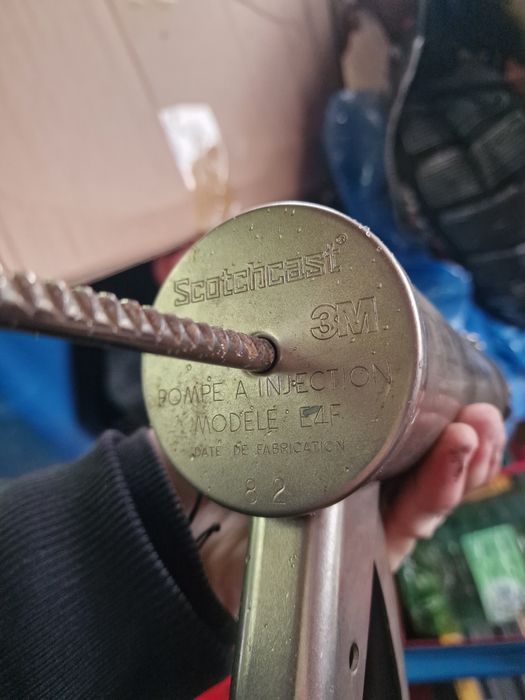 Scotchcast®
3M
POMPE A INJECTION
MODELE E4F
DATE DE FABRICATION
8 2